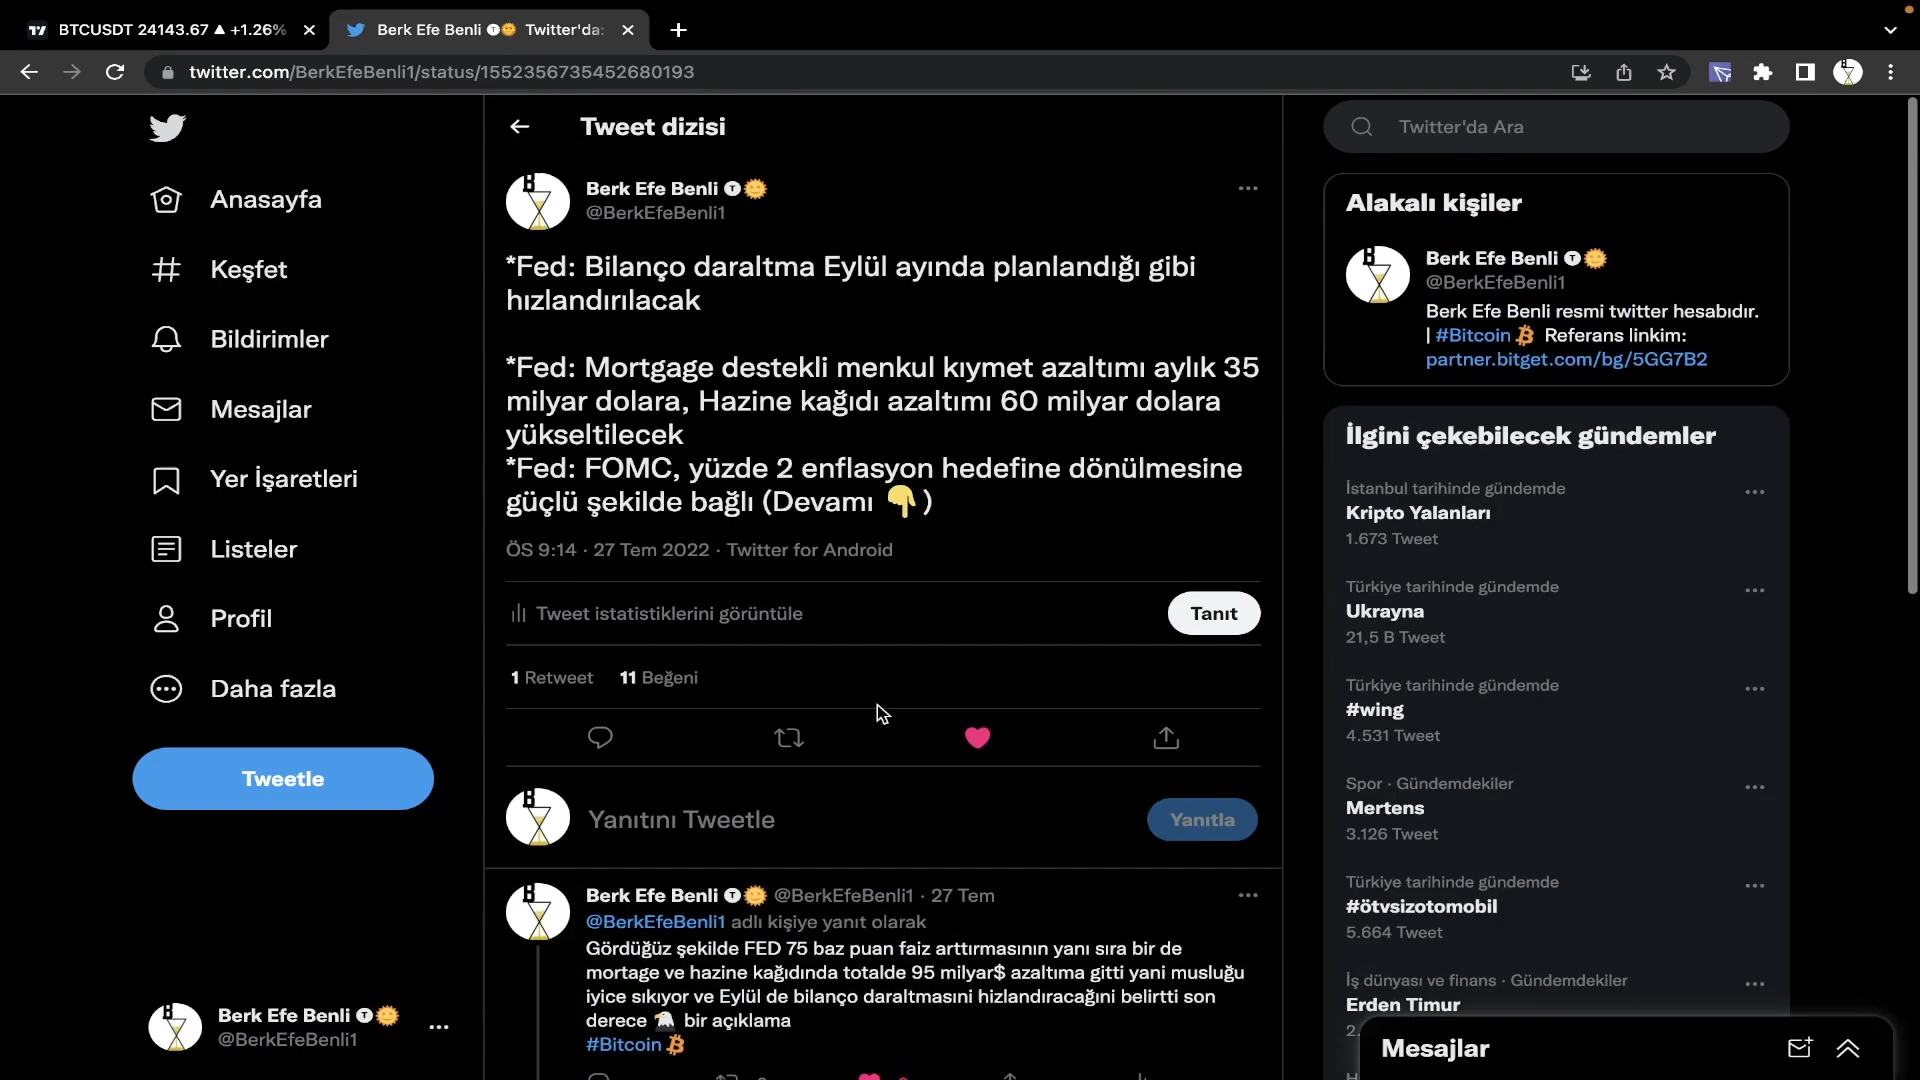 BTCUSDT 24143.67 ▲ +1.26%
Berk Efe Benli Twitter'da:
twitter.com/BerkEfeBenli1/status/1552356735452680193
Anasayfa
Keşfet
Bildirimler
Mesajlar
Yer İşaretleri
Listeler
Profil
Daha fazla
Tweetle
Berk Efe Benli
@BerkEfeBenli1
Tweet dizisi
Berk Efe Benli
@BerkEfeBenli1
*Fed: Bilanço daraltma Eylül ayında planlandığı gibi
hızlandırılacak
*Fed: Mortgage destekli menkul kıymet azaltımı aylık 35
milyar dolara, Hazine kağıdı azaltımı 60 milyar dolara
yükseltilecek
*Fed: FOMC, yüzde 2 enflasyon hedefine dönülmesine
güçlü şekilde bağlı (Devamı 👇)
ÖS 9:14 · 27 Tem 2022 · Twitter for Android
Tweet istatistiklerini görüntüle
Tanıt
1 Retweet 11 Beğeni
Yanıtını Tweetle
Yanıtla
Berk Efe Benli @BerkEfeBenli1 · 27 Tem
@BerkEfeBenli1 adlı kişiye yanıt olarak
Gördüğüz şekilde FED 75 baz puan faiz arttırmasının yanı sıra bir de
mortage ve hazine kağıdında totalde 95 milyar$ azaltıma gitti yani musluğu
iyice sıkıyor ve Eylül de bilanço daraltmasıni hizlandıracağıni belirtti son
derece 🦅 bir açıklama
#Bitcoin
Twitter'da Ara
Alakalı kişiler
Berk Efe Benli
@BerkEfeBenli1
Berk Efe Benli resmi twitter hesabıdır.
| #Bitcoin Referans linkim:
partner.bitget.com/bg/5GG7B2
İlgini çekebilecek gündemler
İstanbul tarihinde gündemde
Kripto Yalanları
1.673 Tweet
Türkiye tarihinde gündemde
Ukrayna
21,5 B Tweet
Türkiye tarihinde gündemde
#wing
4.531 Tweet
Spor · Gündemdekiler
Mertens
3.126 Tweet
Türkiye tarihinde gündemde
#ötvsizotomobil
5.664 Tweet
İş dünyası ve finans · Gündemdekiler
Erden Timur
Mesajlar